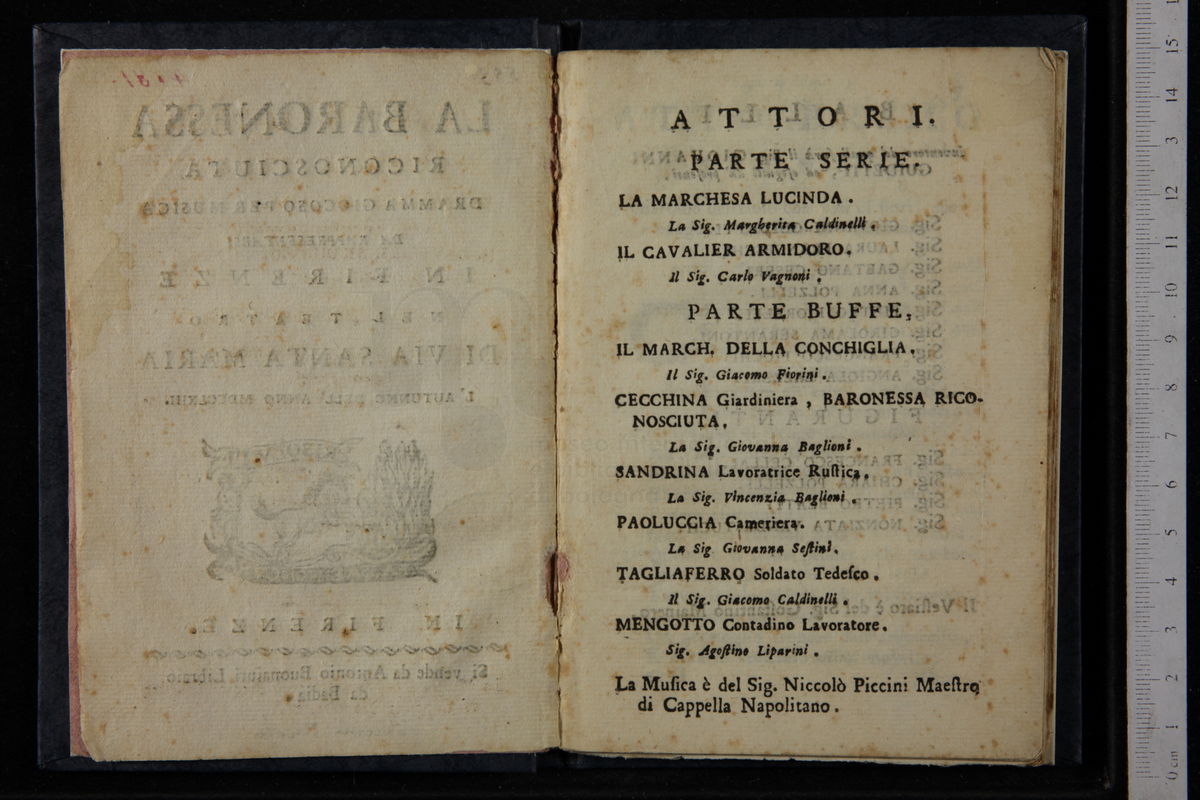 ATTORI.
PARTE SERIE.
LA MARCHESA LUCINDA .
La Sig. Margherita Caldinelli .
IL CAVALIER ARMIDORO.
Il Sig. Carlo Vagnoni .
PARTE BUFFE,
IL MARCH. DELLA CONCHIGLIA.
Il Sig. Giacomo Fiorini .
CECCHINA Giardiniera , BARONESSA RICO-
NOSCIUTA.
La Sig. Giovanna Baglioni .
SANDRINA Lavoratrice Ruſtica.
La Sig. Vincenzia Baglioni .
PAOLUCCIA Cameriera.
La Sig Giovanna Seſtini.
TAGLIAFERRO Soldato Tedeſco .
Il Sig. Giacomo Caldinelli .
MENGOTTO Contadino Lavoratore.
Sig. Agoſtino Liparini .
La Muſica è del Sig. Niccolò Piccini Maeſtro
di Cappella Napolitano .